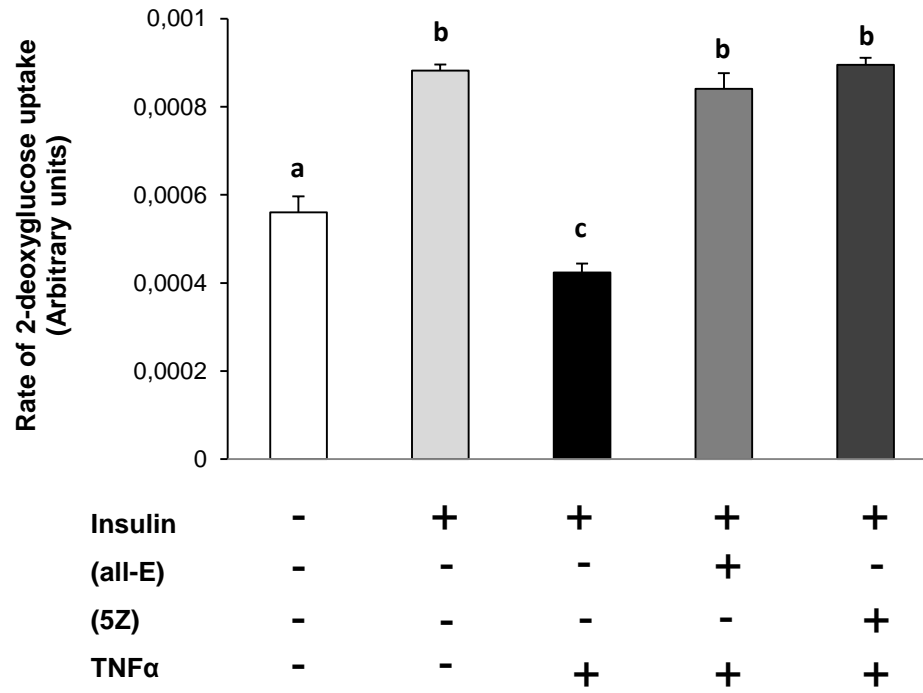 Rate of 2-deoxyglucose uptake
(Arbitrary units)
0,001
0,0008
0,0006
0,0004
0,0002
0
a
b
c
b
b
Insulin - + + + +
(all-E) - - - + -
(5Z) - - - - +
TNFα - - + + +